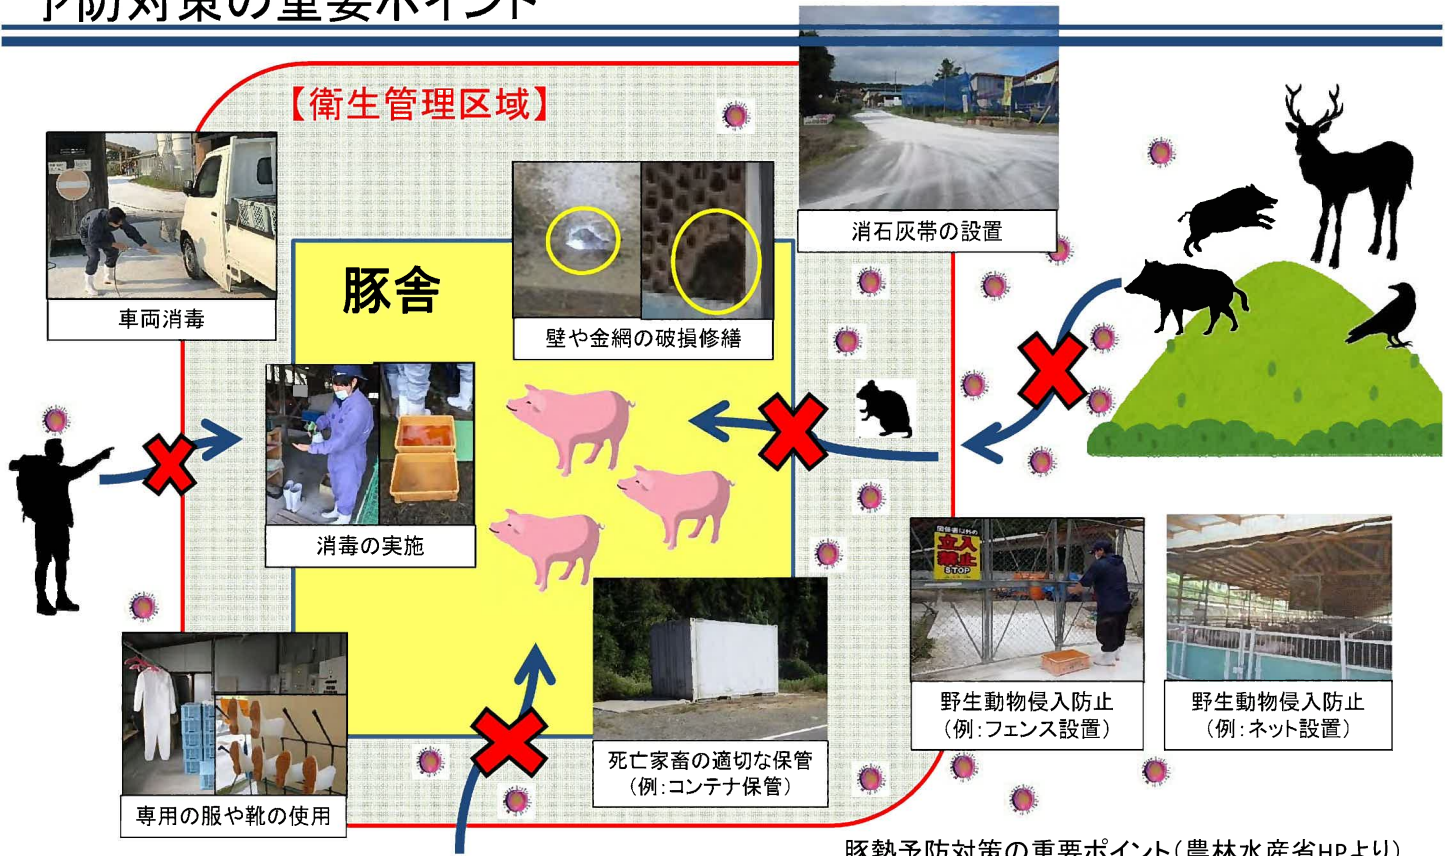 予防対策の重要ポイント
【衛生管理区域】
消石灰帯の設置
車両消毒
豚舎
壁や金網の破損修繕
消毒の実施
関係者以外の
立入
禁止
STOP
野生動物侵入防止
(例:フェンス設置)
野生動物侵入防止
(例:ネット設置)
死亡家畜の適切な保管
(例:コンテナ保管)
専用の服や靴の使用
豚熱予防対策の重要ポイント(農林水産省HPより)